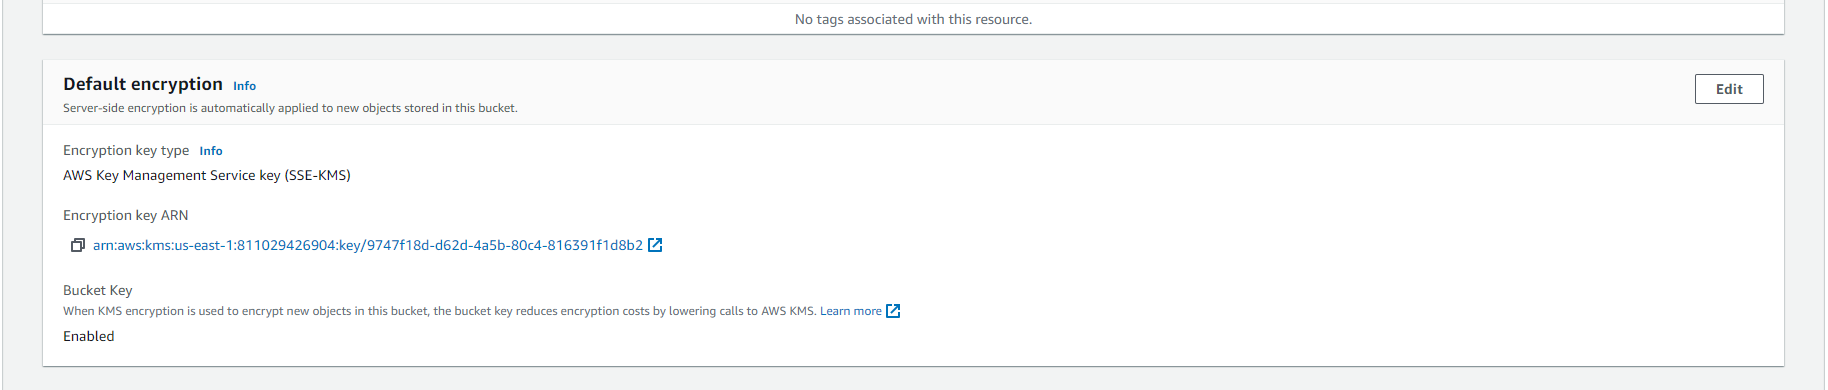 No tags associated with this resource.
Default encryption Info
Edit
Server-side encryption is automatically applied to new objects stored in this bucket.
Encryption key type Info
AWS Key Management Service key (SSE-KMS)
Encryption key ARN
arn:aws:kms:us-east-1:811029426904:key/9747f18d-d62d-4a5b-80c4-816391f1d8b2
Bucket Key
When KMS encryption is used to encrypt new objects in this bucket, the bucket key reduces encryption costs by lowering calls to AWS KMS. Learn more
Enabled